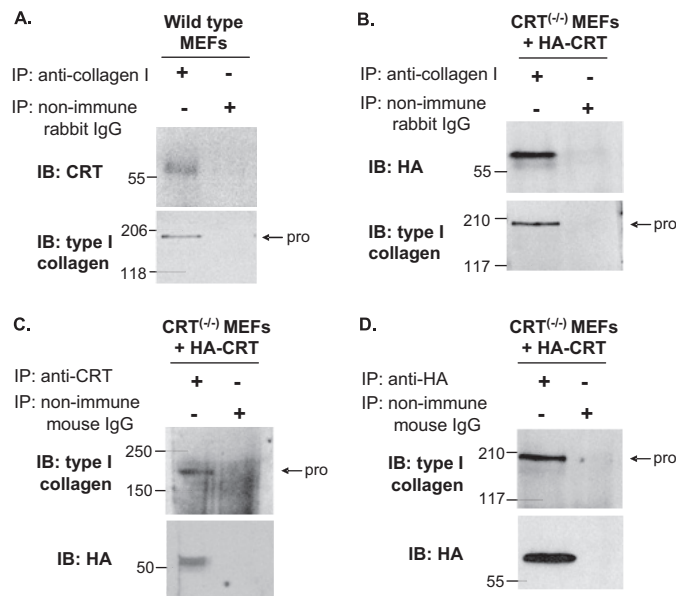 A.
Wild type
MEFs
IP: anti-collagen I + -
IP: non-immune
rabbit IgG - +
IB: CRT
55
IB: type I
collagen
206
118
pro
B.
CRT(-/-) MEFs
+ HA-CRT
IP: anti-collagen I + -
IP: non-immune
rabbit IgG - +
IB: HA
55
IB: type I
collagen
210
117
pro
C.
CRT(-/-) MEFs
+ HA-CRT
IP: anti-CRT + -
IP: non-immune
mouse IgG - +
IB: type I
collagen
250
150
pro
IB: HA
50
D.
CRT(-/-) MEFs
+ HA-CRT
IP: anti-HA + -
IP: non-immune
mouse IgG - +
IB: type I
collagen
210
117
pro
IB: HA
55